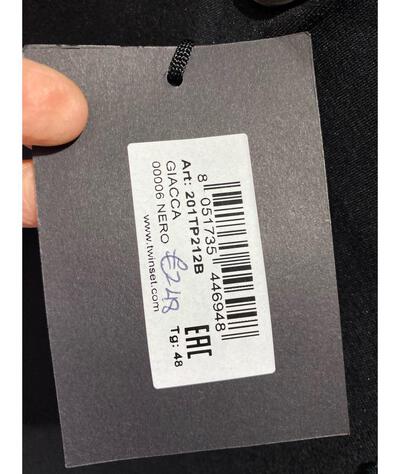 8 051735 446948
Art: 201TP212B
GIACCA
00006 NERO
€248
www.twinset.com
EAC
Tg: 48